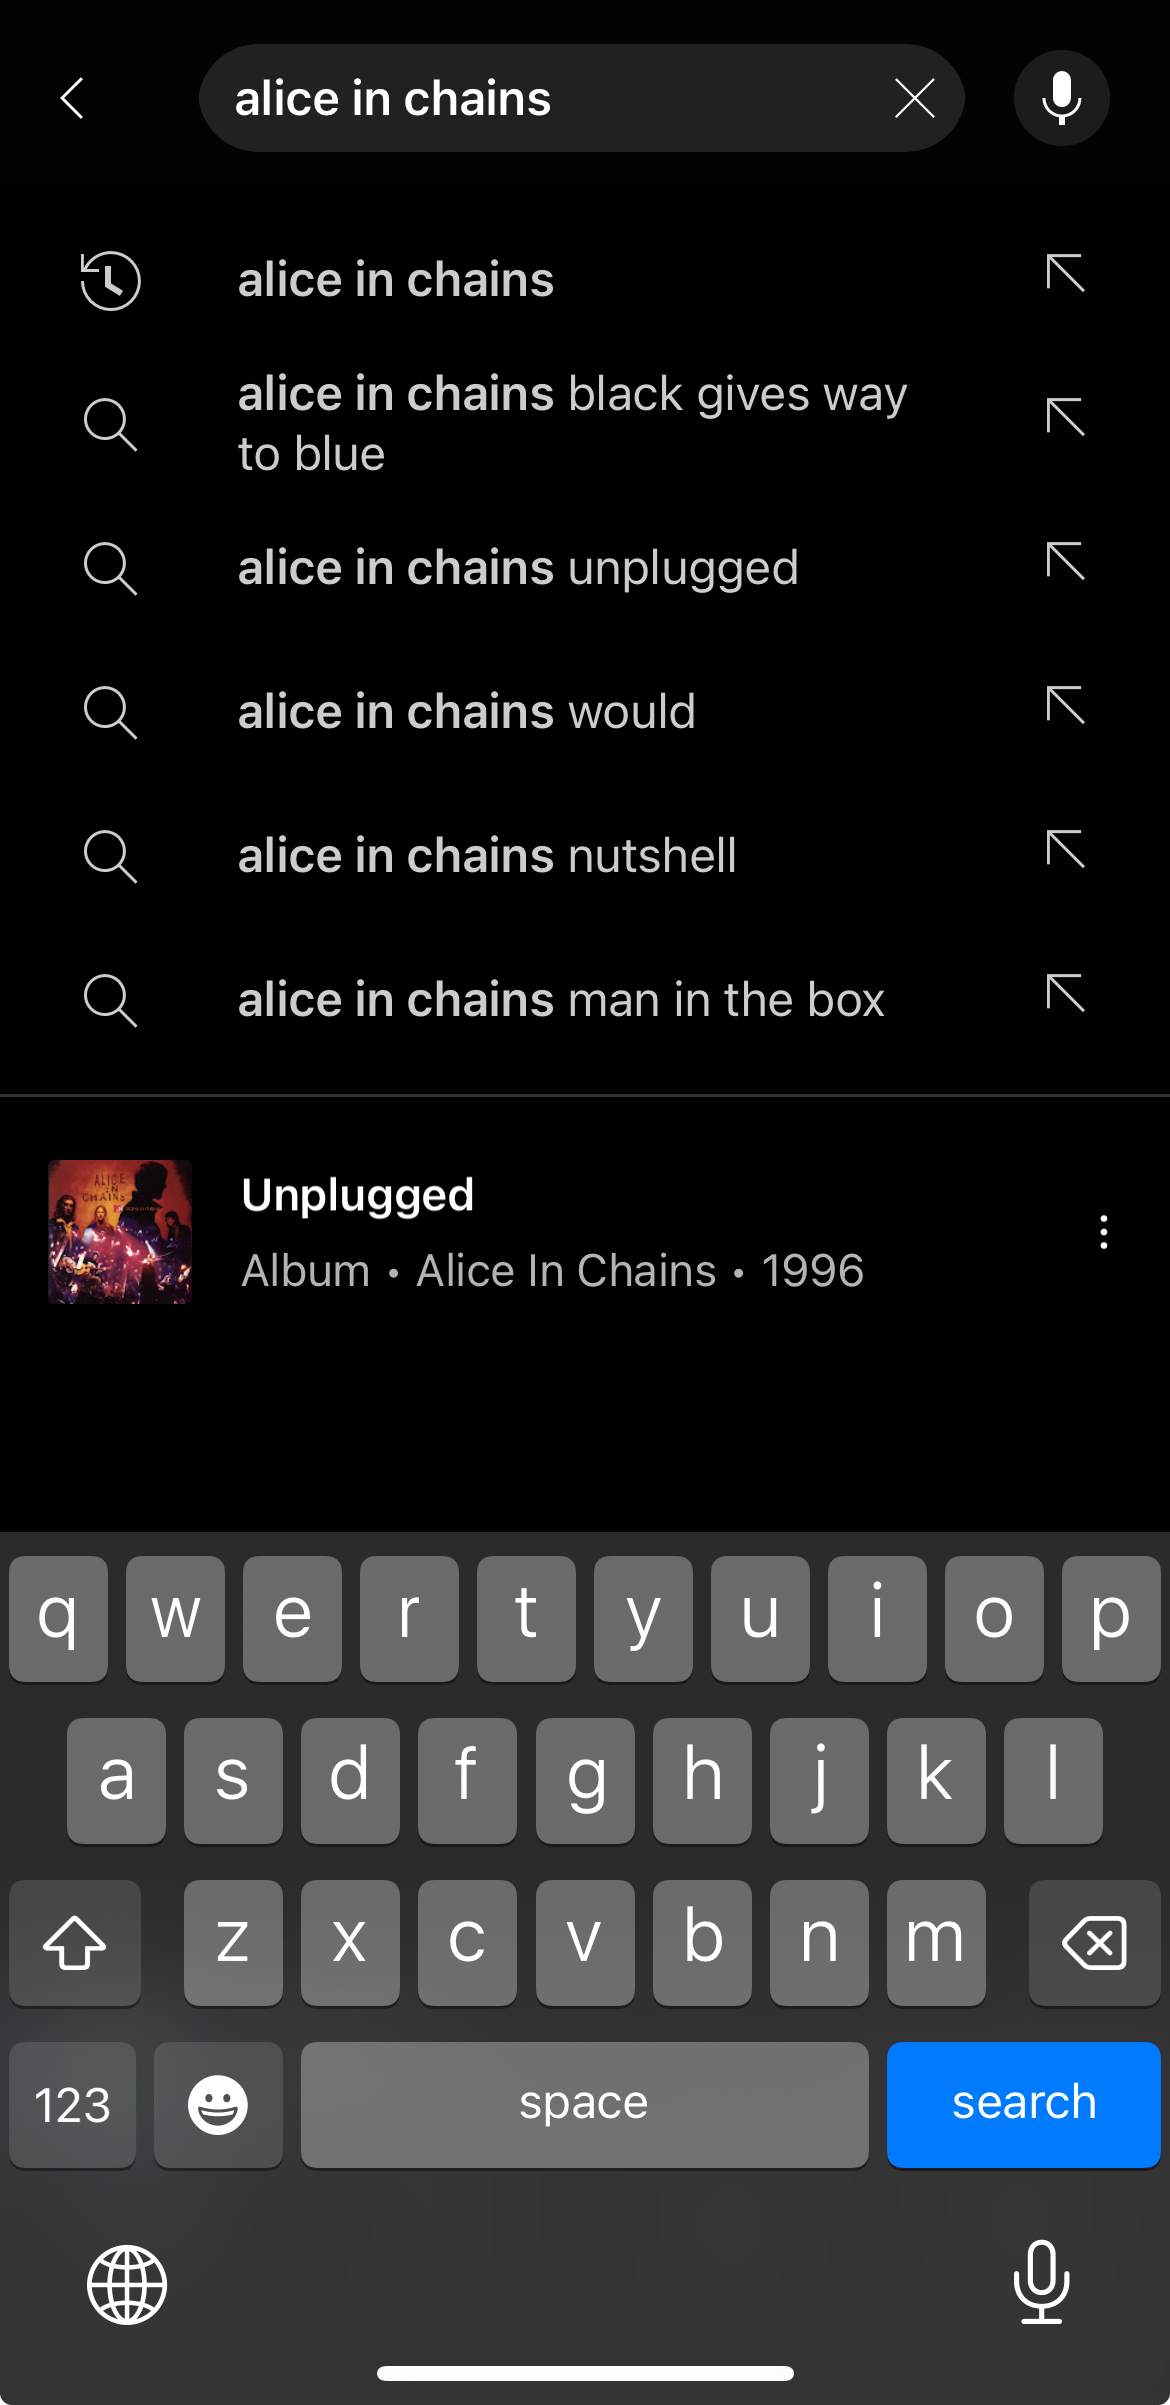 alice in chains
alice in chains
alice in chains black gives way
to blue
alice in chains unplugged
alice in chains would
alice in chains nutshell
alice in chains man in the box
ALICE
IN
CHAINS
Unplugged
Album • Alice In Chains • 1996
q w e r t y u i o p
a s d f g h j k l
z x c v b n m
123 space search